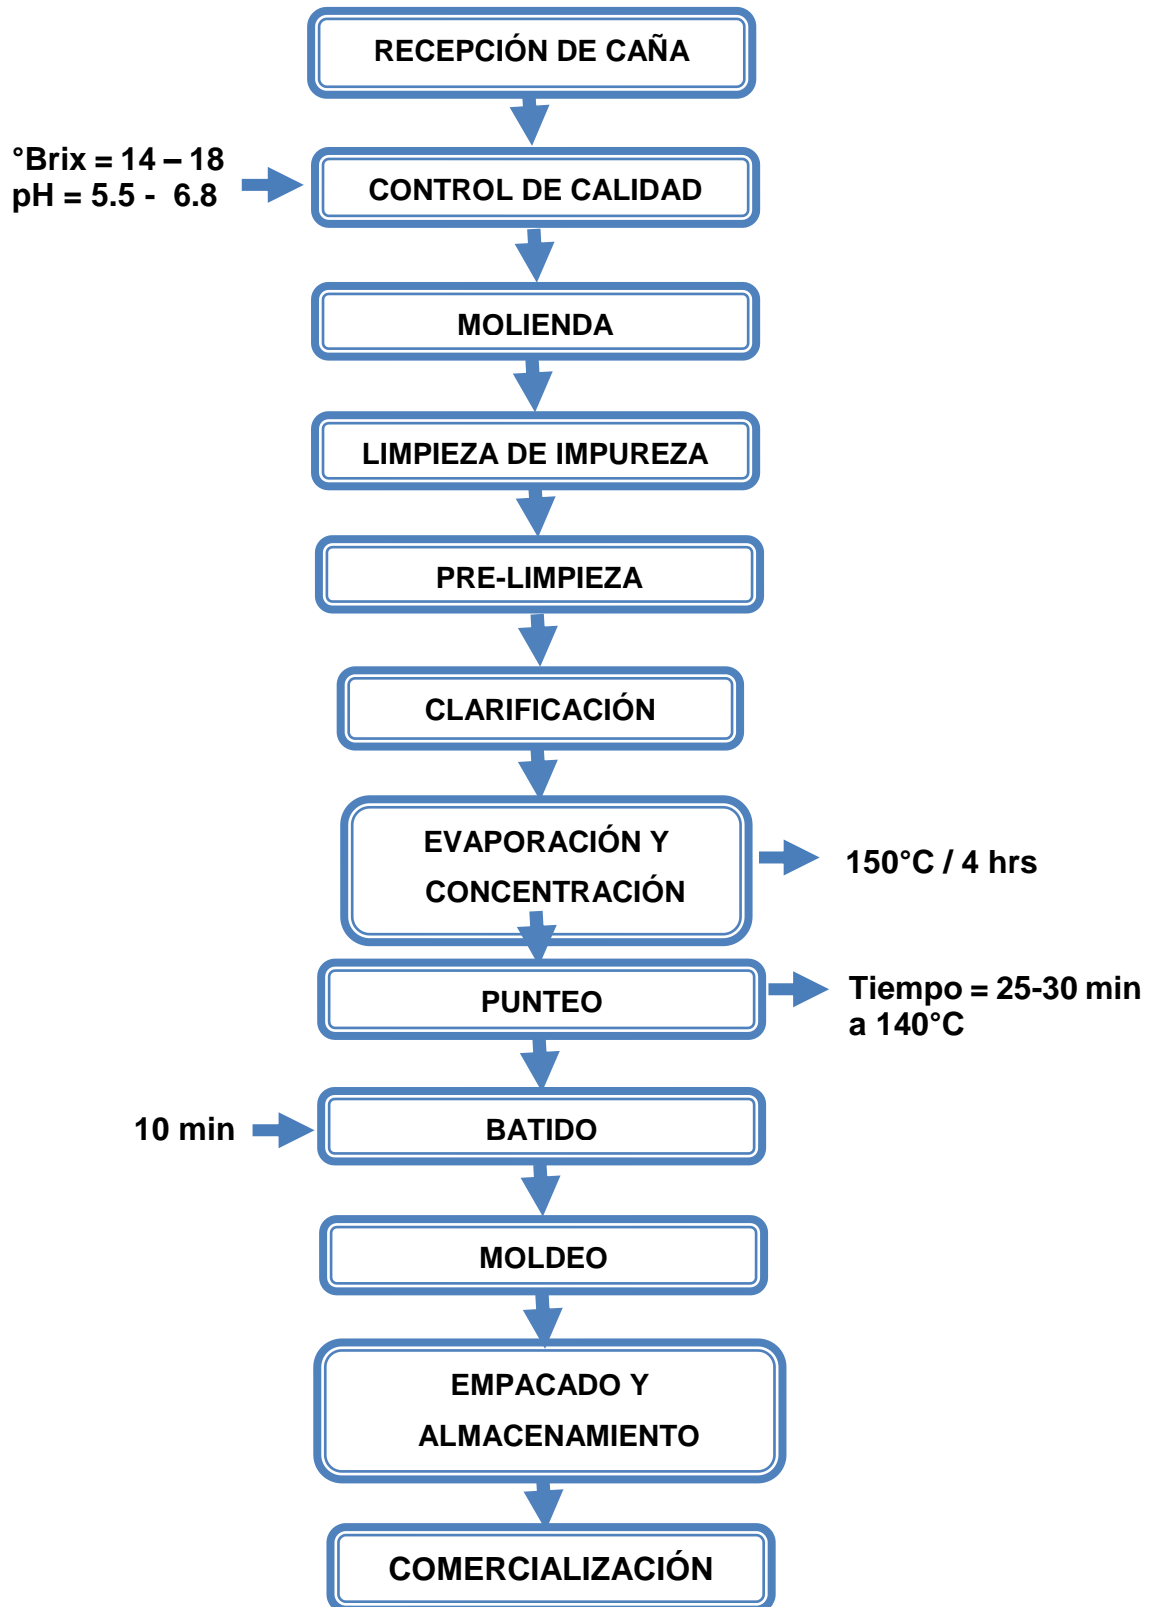 RECEPCIÓN DE CAÑA
°Brix = 14 – 18
pH = 5.5 - 6.8
CONTROL DE CALIDAD
MOLIENDA
LIMPIEZA DE IMPUREZA
PRE-LIMPIEZA
CLARIFICACIÓN
EVAPORACIÓN Y
CONCENTRACIÓN
150°C / 4 hrs
PUNTEO
Tiempo = 25-30 min
a 140°C
10 min
BATIDO
MOLDEO
EMPACADO Y
ALMACENAMIENTO
COMERCIALIZACIÓN